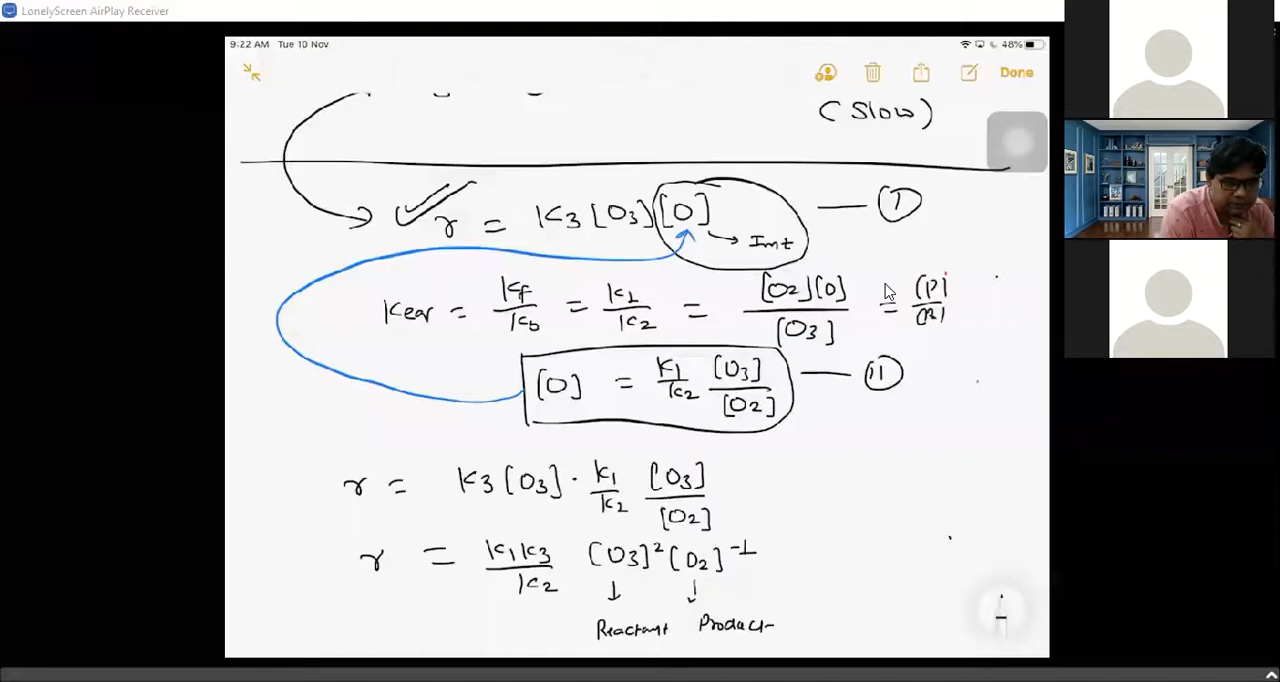 LonelyScreen AirPlay Receiver
9:22 AM Tue 10 Nov 48%
Done
(Slow)
r = K3[O3][O] — (I)
→ Imt
Keqr = Kf/Kb = K1/K2 = [O2][O]/[O3] = (P)/(R)
[O] = K1/K2 [O3]/[O2] — (II)
r = K3[O3] · K1/K2 [O3]/[O2]
r = K1K3/K2 [O3]²[O2]⁻¹
↓ ↓
Reactant Product